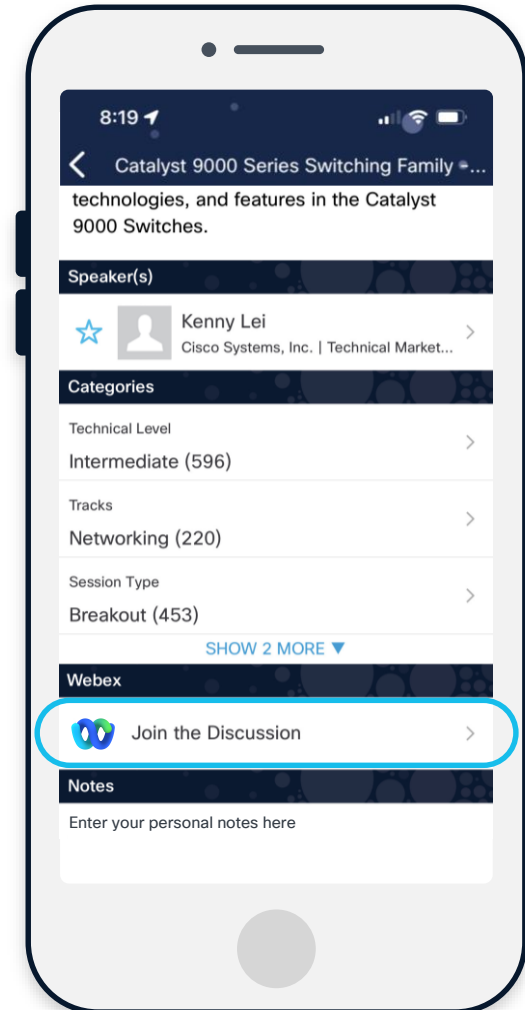 8:19
Catalyst 9000 Series Switching Family -...
technologies, and features in the Catalyst
9000 Switches.
Speaker(s)
Kenny Lei
Cisco Systems, Inc. | Technical Market...
Categories
Technical Level
Intermediate (596)
Tracks
Networking (220)
Session Type
Breakout (453)
SHOW 2 MORE ▼
Webex
Join the Discussion
Notes
Enter your personal notes here